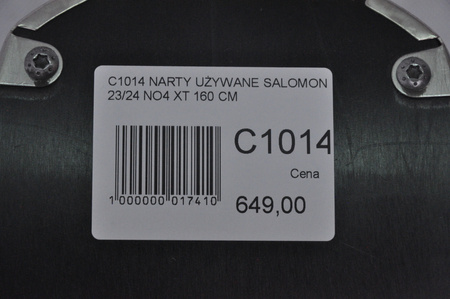 C1014 NARTY UŻYWANE SALOMON
23/24 NO4 XT 160 CM
C1014
Cena
1 000000 017410
649,00